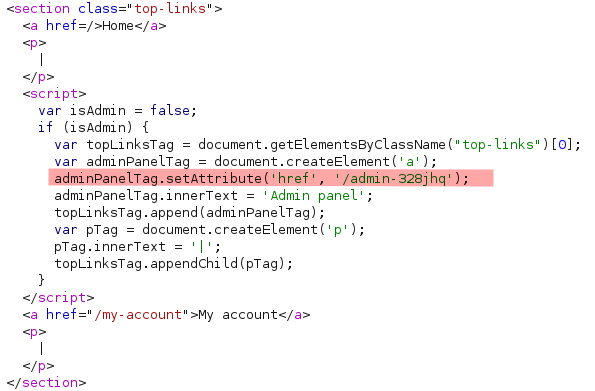 <section class="top-links">
<a href=/>Home</a>
<p>
|
</p>
<script>
var isAdmin = false;
if (isAdmin) {
var topLinksTag = document.getElementsByClassName("top-links")[0];
var adminPanelTag = document.createElement('a');
adminPanelTag.setAttribute('href', '/admin-328jhq');
adminPanelTag.innerText = 'Admin panel';
topLinksTag.append(adminPanelTag);
var pTag = document.createElement('p');
pTag.innerText = '|';
topLinksTag.appendChild(pTag);
}
</script>
<a href="/my-account">My account</a>
<p>
|
</p>
</section>